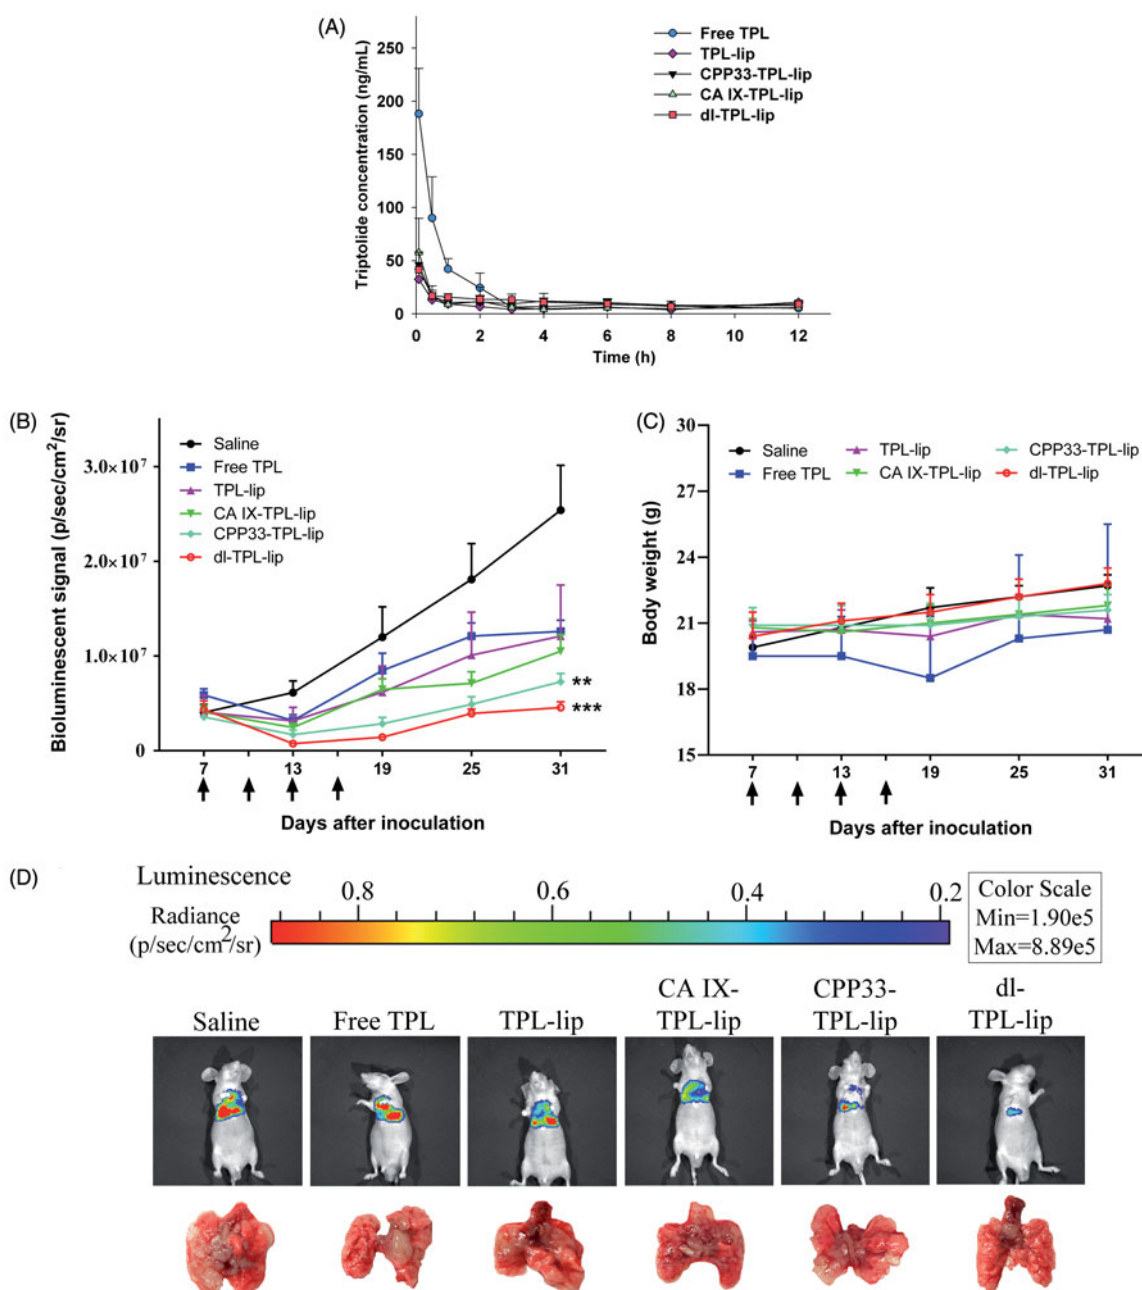 (A)
Free TPL
TPL-lip
CPP33-TPL-lip
CA IX-TPL-lip
dl-TPL-lip
Triptolide concentration (ng/mL)
250
200
150
100
50
0
0 2 4 6 8 10 12
Time (h)
(B)
Saline
Free TPL
TPL-lip
CA IX-TPL-lip
CPP33-TPL-lip
dl-TPL-lip
Bioluminescent signal (p/sec/cm²/sr)
3.0×10⁷
2.0×10⁷
1.0×10⁷
0
**
***
7 13 19 25 31
Days after inoculation
(C)
Saline TPL-lip CPP33-TPL-lip
Free TPL CA IX-TPL-lip dl-TPL-lip
Body weight (g)
30
27
24
21
18
15
7 13 19 25 31
Days after inoculation
(D)
Luminescence 0.8 0.6 0.4 0.2
Radiance
(p/sec/cm²/sr)
Color Scale
Min=1.90e5
Max=8.89e5
Saline
Free TPL
TPL-lip
CA IX-
TPL-lip
CPP33-
TPL-lip
dl-
TPL-lip